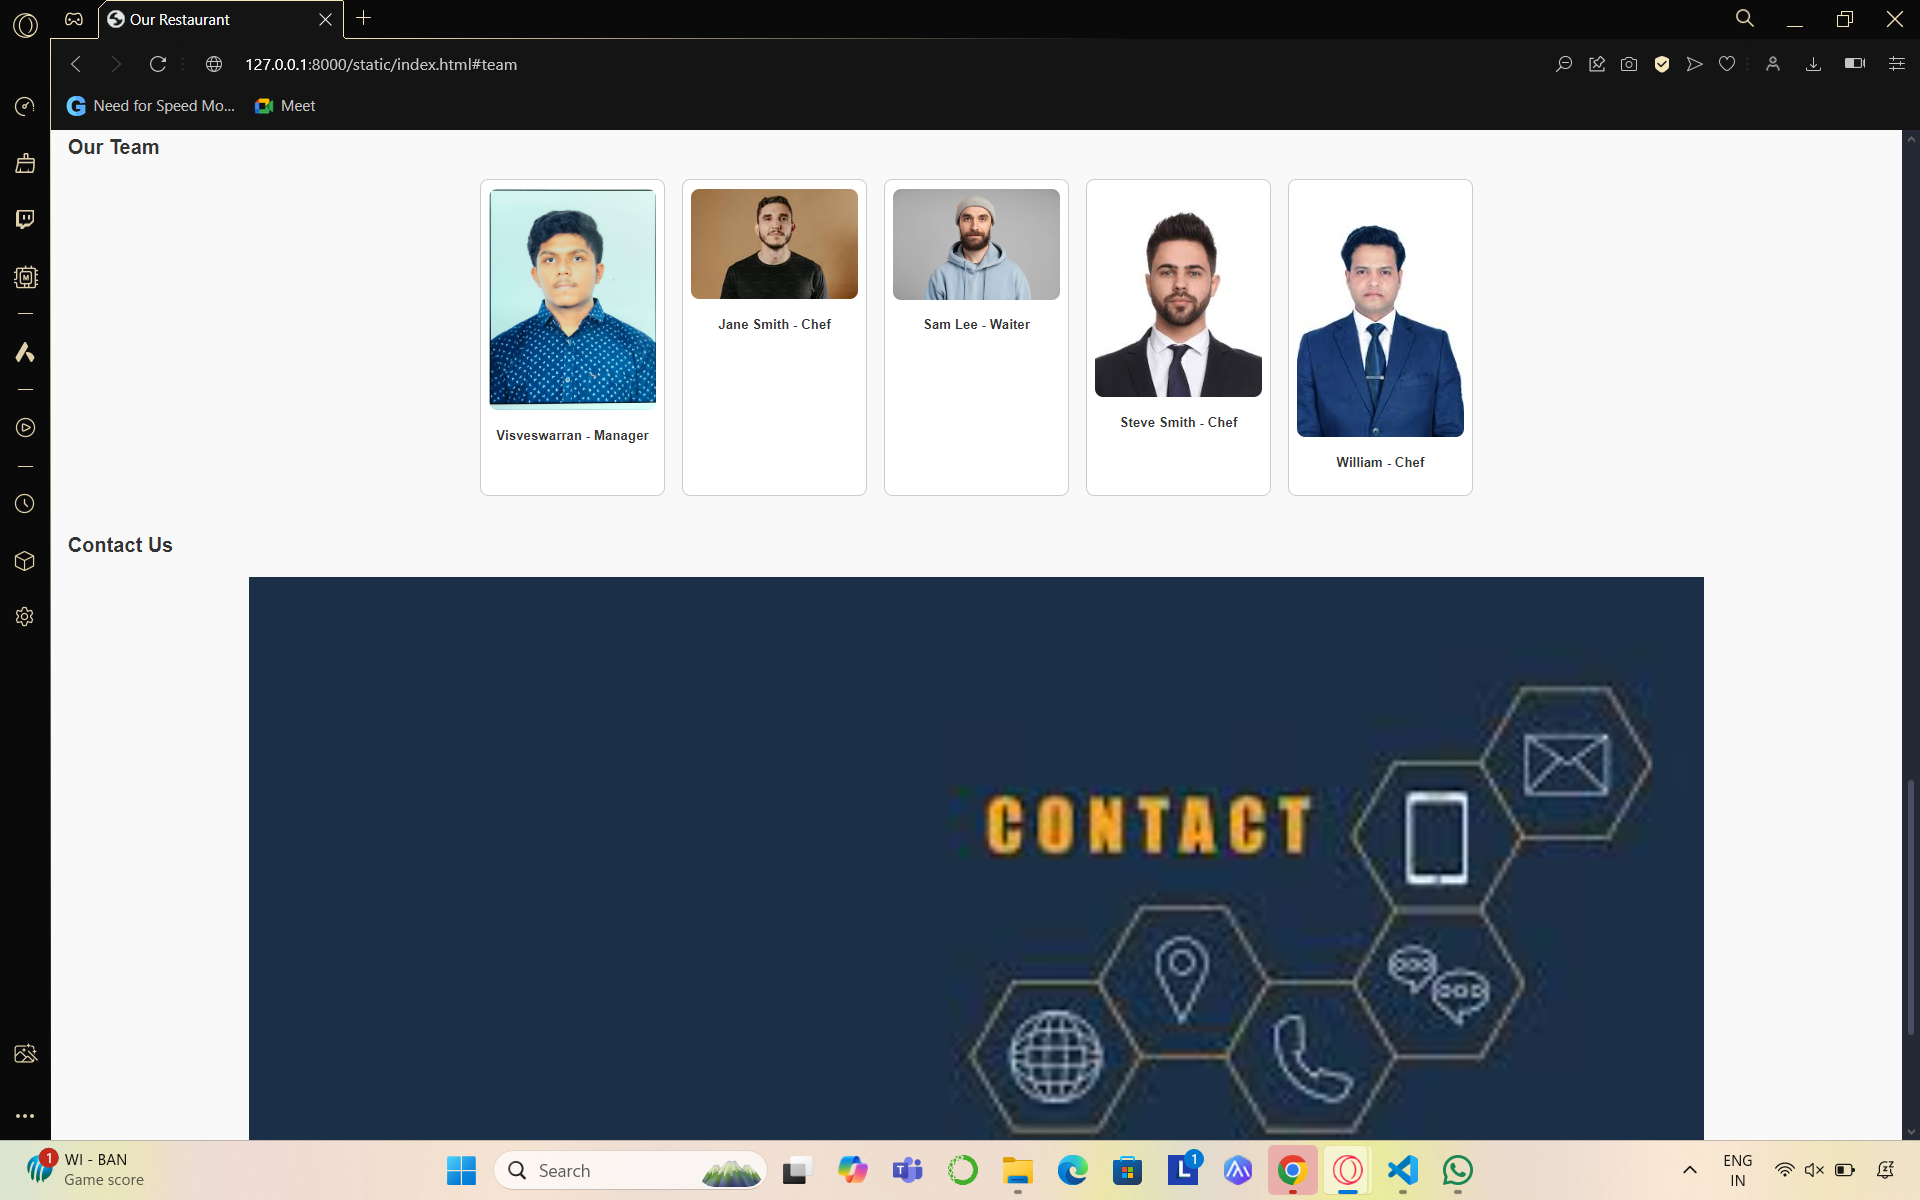 Our Restaurant
127.0.0.1:8000/static/index.html#team
Need for Speed Mo...
Meet
Our Team
Visveswarran - Manager
Jane Smith - Chef
Sam Lee - Waiter
Steve Smith - Chef
William - Chef
Contact Us
CONTACT
1
WI - BAN
Game score
Search
L
1
ENG
IN